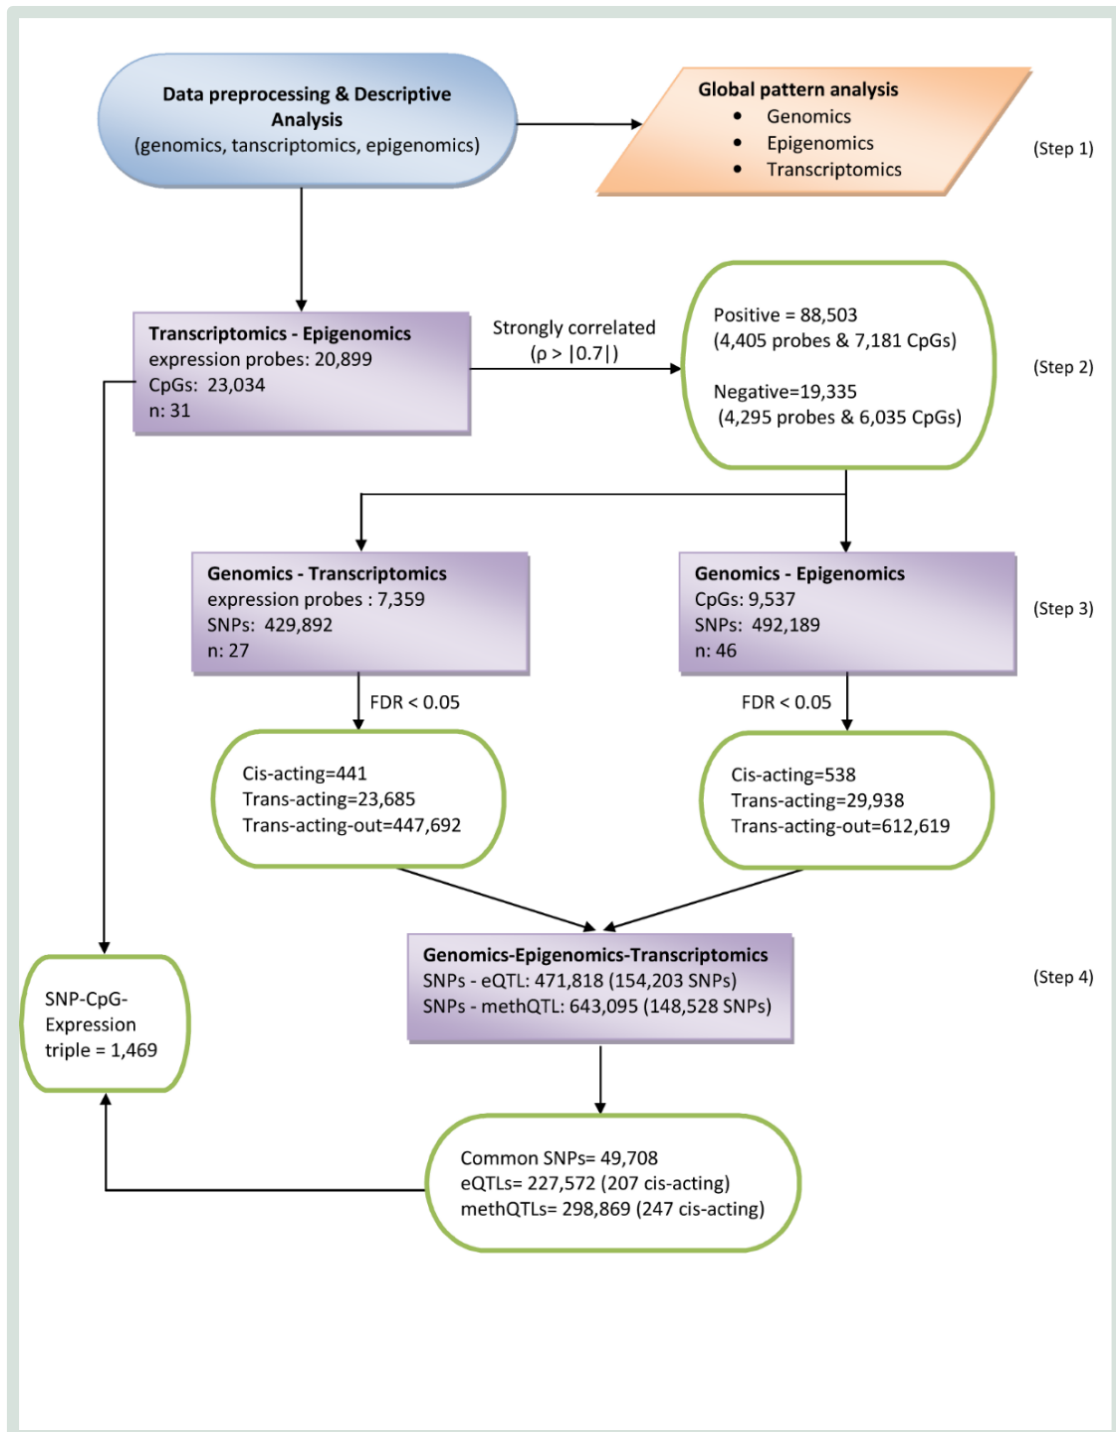 Data preprocessing & Descriptive
Analysis
(genomics, tanscriptomics, epigenomics)
Global pattern analysis
• Genomics
• Epigenomics
• Transcriptomics
(Step 1)
Transcriptomics - Epigenomics
expression probes: 20,899
CpGs: 23,034
n: 31
Strongly correlated
(ρ > |0.7|)
Positive = 88,503
(4,405 probes & 7,181 CpGs)
Negative=19,335
(4,295 probes & 6,035 CpGs)
(Step 2)
Genomics - Transcriptomics
expression probes : 7,359
SNPs: 429,892
n: 27
Genomics - Epigenomics
CpGs: 9,537
SNPs: 492,189
n: 46
(Step 3)
FDR < 0.05
FDR < 0.05
Cis-acting=441
Trans-acting=23,685
Trans-acting-out=447,692
Cis-acting=538
Trans-acting=29,938
Trans-acting-out=612,619
Genomics-Epigenomics-Transcriptomics
SNPs - eQTL: 471,818 (154,203 SNPs)
SNPs - methQTL: 643,095 (148,528 SNPs)
(Step 4)
SNP-CpG-
Expression
triple = 1,469
Common SNPs= 49,708
eQTLs= 227,572 (207 cis-acting)
methQTLs= 298,869 (247 cis-acting)